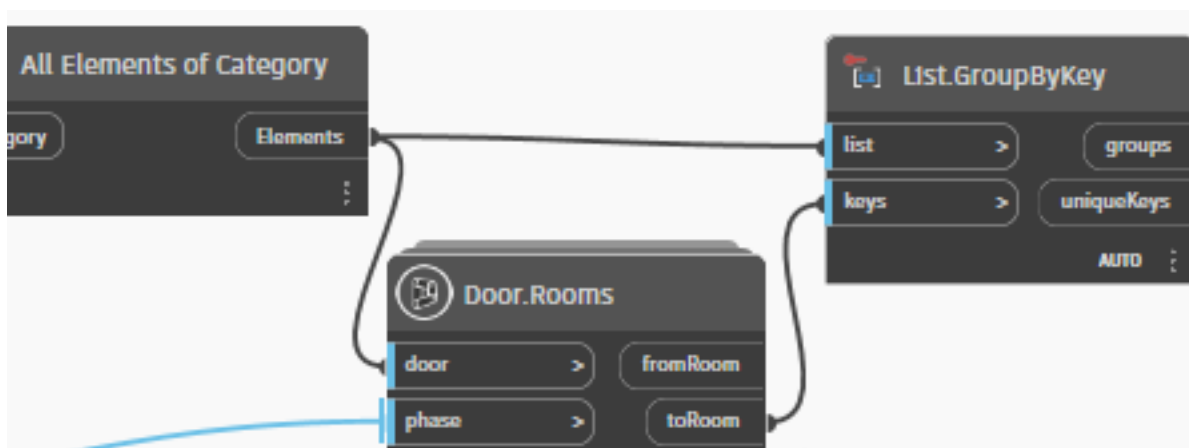 All Elements of Category
gory
Elements
List.GroupByKey
list >
groups
keys >
uniqueKeys
AUTO
Door.Rooms
door >
fromRoom
phase >
toRoom